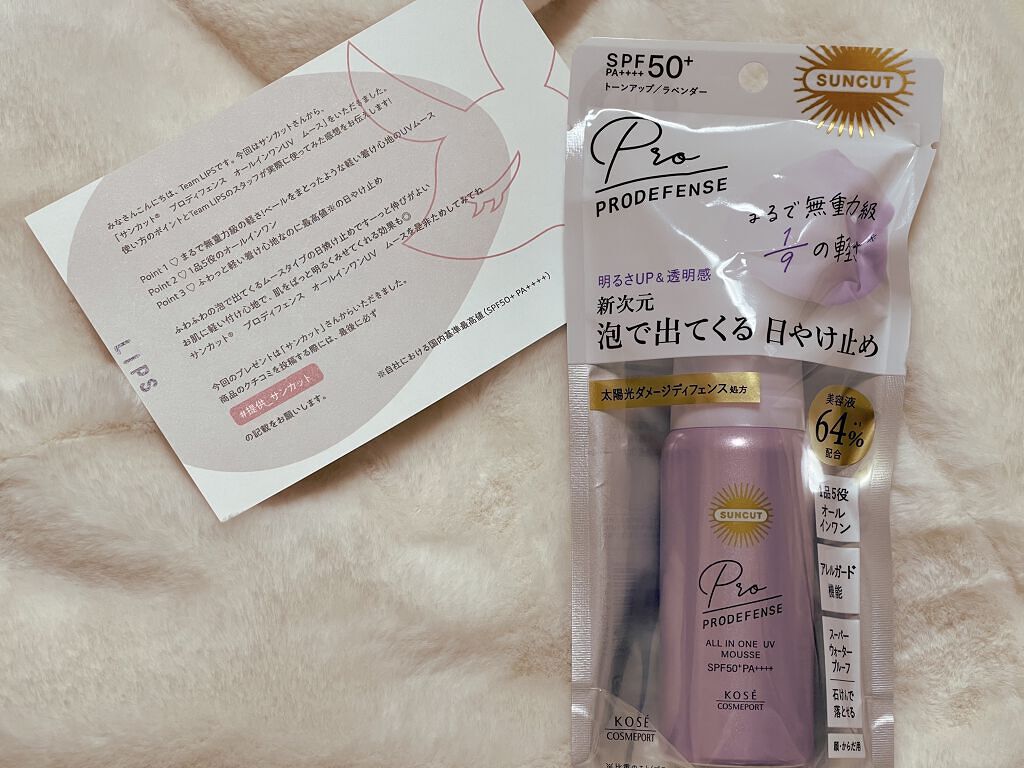 みなさんこんにちは、Team LIPSです。今回はサンカットさんから、
「サンカット® プロディフェンス オールインワンUV ムース」をいただきました。
使い方のポイントとTeam LIPSのスタッフが実際に使ってみた感想をお伝えします!
Point 1 ♡ まるで無重力級の軽さ!ベールをまとったような軽い着け心地のUVムース
Point 2 ♡ 1品5役のオールインワン
Point 3 ♡ ふわっと軽い着け心地なのに最高値※の日やけ止め
ふわふわの泡で出てくるムースタイプの日焼け止めですーっと伸びがよい
お肌に軽い付け心地で、肌をぱっと明るくみせてくれる効果も◎
サンカット® プロディフェンス オールインワンUV ムースを是非ためしてみてね
今回のプレゼントは「サンカット」さんからいただきました。
商品のクチコミを投稿する際には、最後に必ず
#提供_サンカット
の記載をお願いします。
※自社における国内基準最高値(SPF50+ PA++++)
LIPS
SPF50+
PA++++
トーンアップ/ラベンダー
SUNCUT
Pro
PRODEFENSE
まるで無重力級
1/9の軽さ※
明るさUP&透明感
新次元
泡で出てくる 日やけ止め
太陽光ダメージディフェンス処方
美容液
64%
配合
1品5役
オール
インワン
アレルガード
機能
スーパー
ウォーター
プルーフ
石けんで
落とせる
顔・からだ用
SUNCUT
Pro
PRODEFENSE
ALL IN ONE UV
MOUSSE
SPF50+PA++++
KOSÉ
COSMEPORT
KOSÉ
COSMEPORT